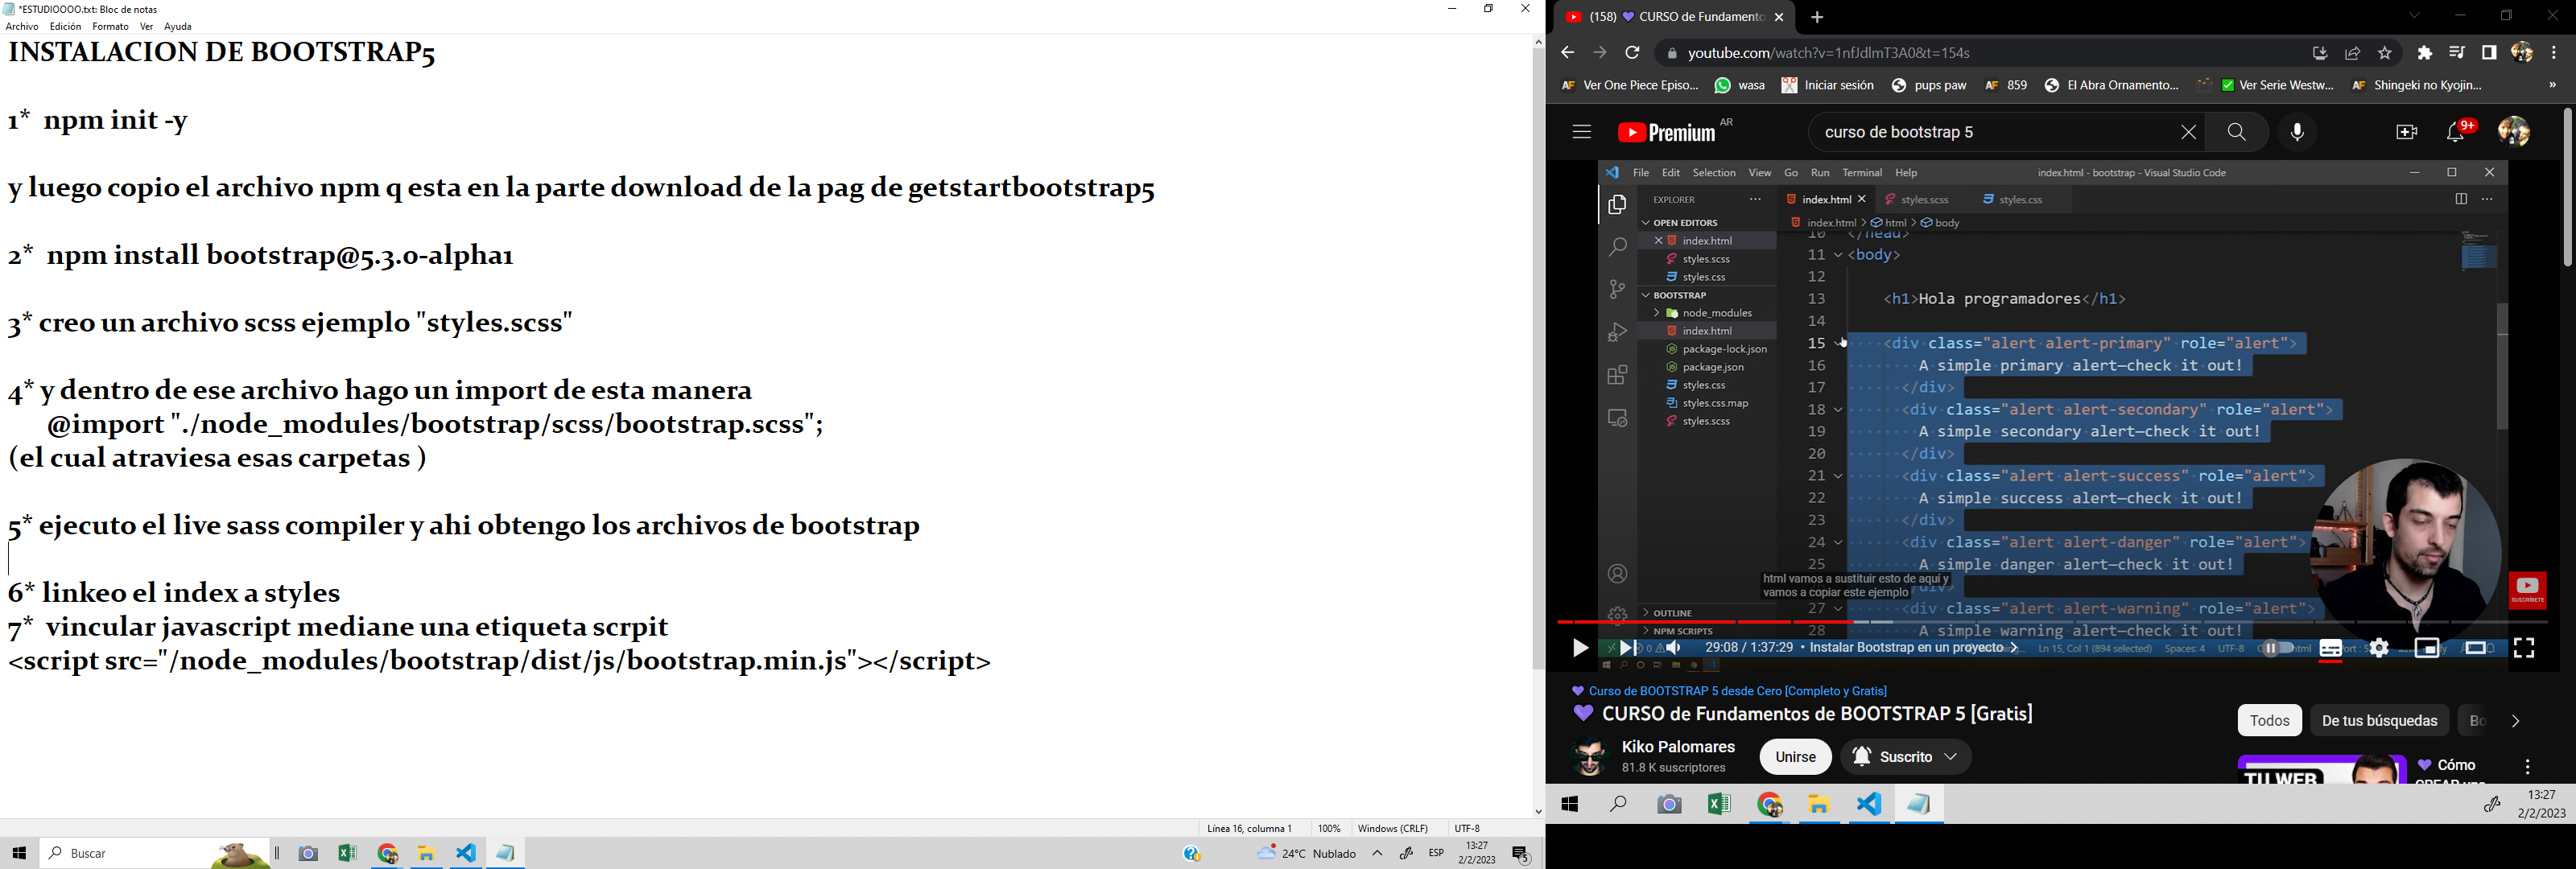 *ESTUDIOOOO.txt: Bloc de notas
Archivo Edición Formato Ver Ayuda
INSTALACION DE BOOTSTRAP5
1* npm init -y
y luego copio el archivo npm q esta en la parte download de la pag de getstartbootstrap5
2* npm install bootstrap@5.3.0-alpha1
3* creo un archivo scss ejemplo "styles.scss"
4* y dentro de ese archivo hago un import de esta manera
@import "./node_modules/bootstrap/scss/bootstrap.scss";
(el cual atraviesa esas carpetas )
5* ejecuto el live sass compiler y ahi obtengo los archivos de bootstrap
6* linkeo el index a styles
7* vincular javascript mediane una etiqueta scrpit
<script src="/node_modules/bootstrap/dist/js/bootstrap.min.js"></script>
Línea 16, columna 1 100% Windows (CRLF) UTF-8
Buscar
24°C Nublado ESP 13:27
2/2/2023
5
(158) 💜 CURSO de Fundamento
youtube.com/watch?v=1nfJdlmT3A0&t=154s
AF Ver One Piece Episo... wasa Iniciar sesión pups paw AF 859 El Abra Ornamento... Ver Serie Westw... AF Shingeki no Kyojin... »
Premium AR
curso de bootstrap 5
9+
File Edit Selection View Go Run Terminal Help index.html - bootstrap - Visual Studio Code
EXPLORER
OPEN EDITORS
index.html
styles.scss
styles.css
BOOTSTRAP
node_modules
index.html
package-lock.json
package.json
styles.css
styles.css.map
styles.scss
OUTLINE
NPM SCRIPTS
index.html styles.scss styles.css
index.html > html > body
10 </head>
11 <body>
12
13 <h1>Hola programadores</h1>
14
15 <div class="alert alert-primary" role="alert">
16 A simple primary alert—check it out!
17 </div>
18 <div class="alert alert-secondary" role="alert">
19 A simple secondary alert—check it out!
20 </div>
21 <div class="alert alert-success" role="alert">
22 A simple success alert—check it out!
23 </div>
24 <div class="alert alert-danger" role="alert">
25 A simple danger alert—check it out!
</div>
27 <div class="alert alert-warning" role="alert">
28 A simple warning alert—check it out!
html vamos a sustituir esto de aquí y
vamos a copiar este ejemplo
SUSCRÍBETE
29:08 / 1:37:29 • Instalar Bootstrap en un proyecto >
Ln 15, Col 1 (894 selected) Spaces: 4 UTF-8
💜 Curso de BOOTSTRAP 5 desde Cero [Completo y Gratis]
💜 CURSO de Fundamentos de BOOTSTRAP 5 [Gratis]
Kiko Palomares
81.8 K suscriptores
Unirse
Suscrito
Todos De tus búsquedas Bo
TU WEB
💜 Cómo
13:27
2/2/2023